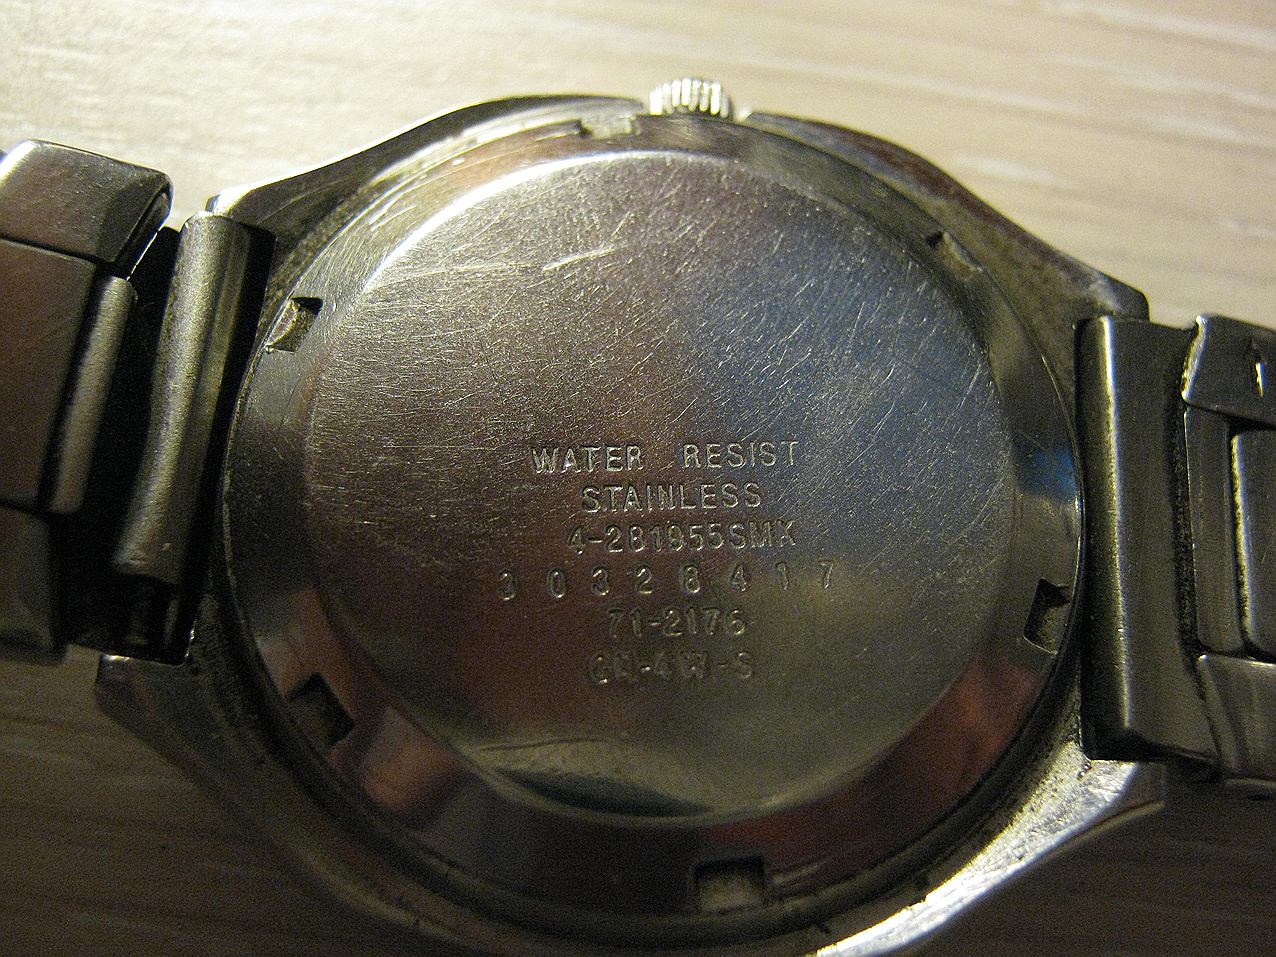 WATER RESIST
STAINLESS
4-281955SMK
30328417
71-2176
GN-4W-S